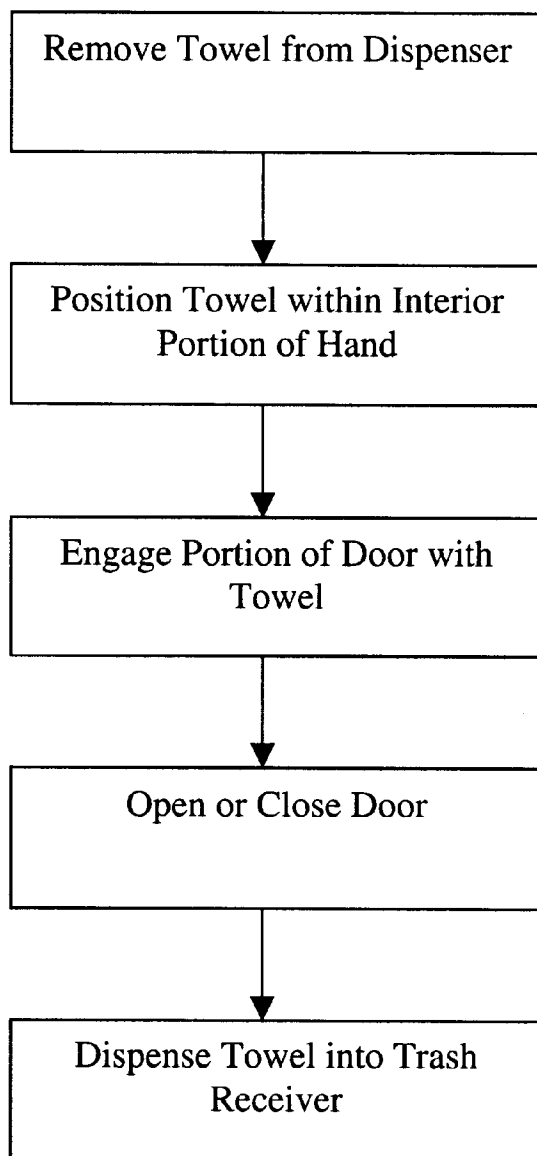 Remove Towel from Dispenser
Position Towel within Interior
Portion of Hand
Engage Portion of Door with
Towel
Open or Close Door
Dispense Towel into Trash
Receiver